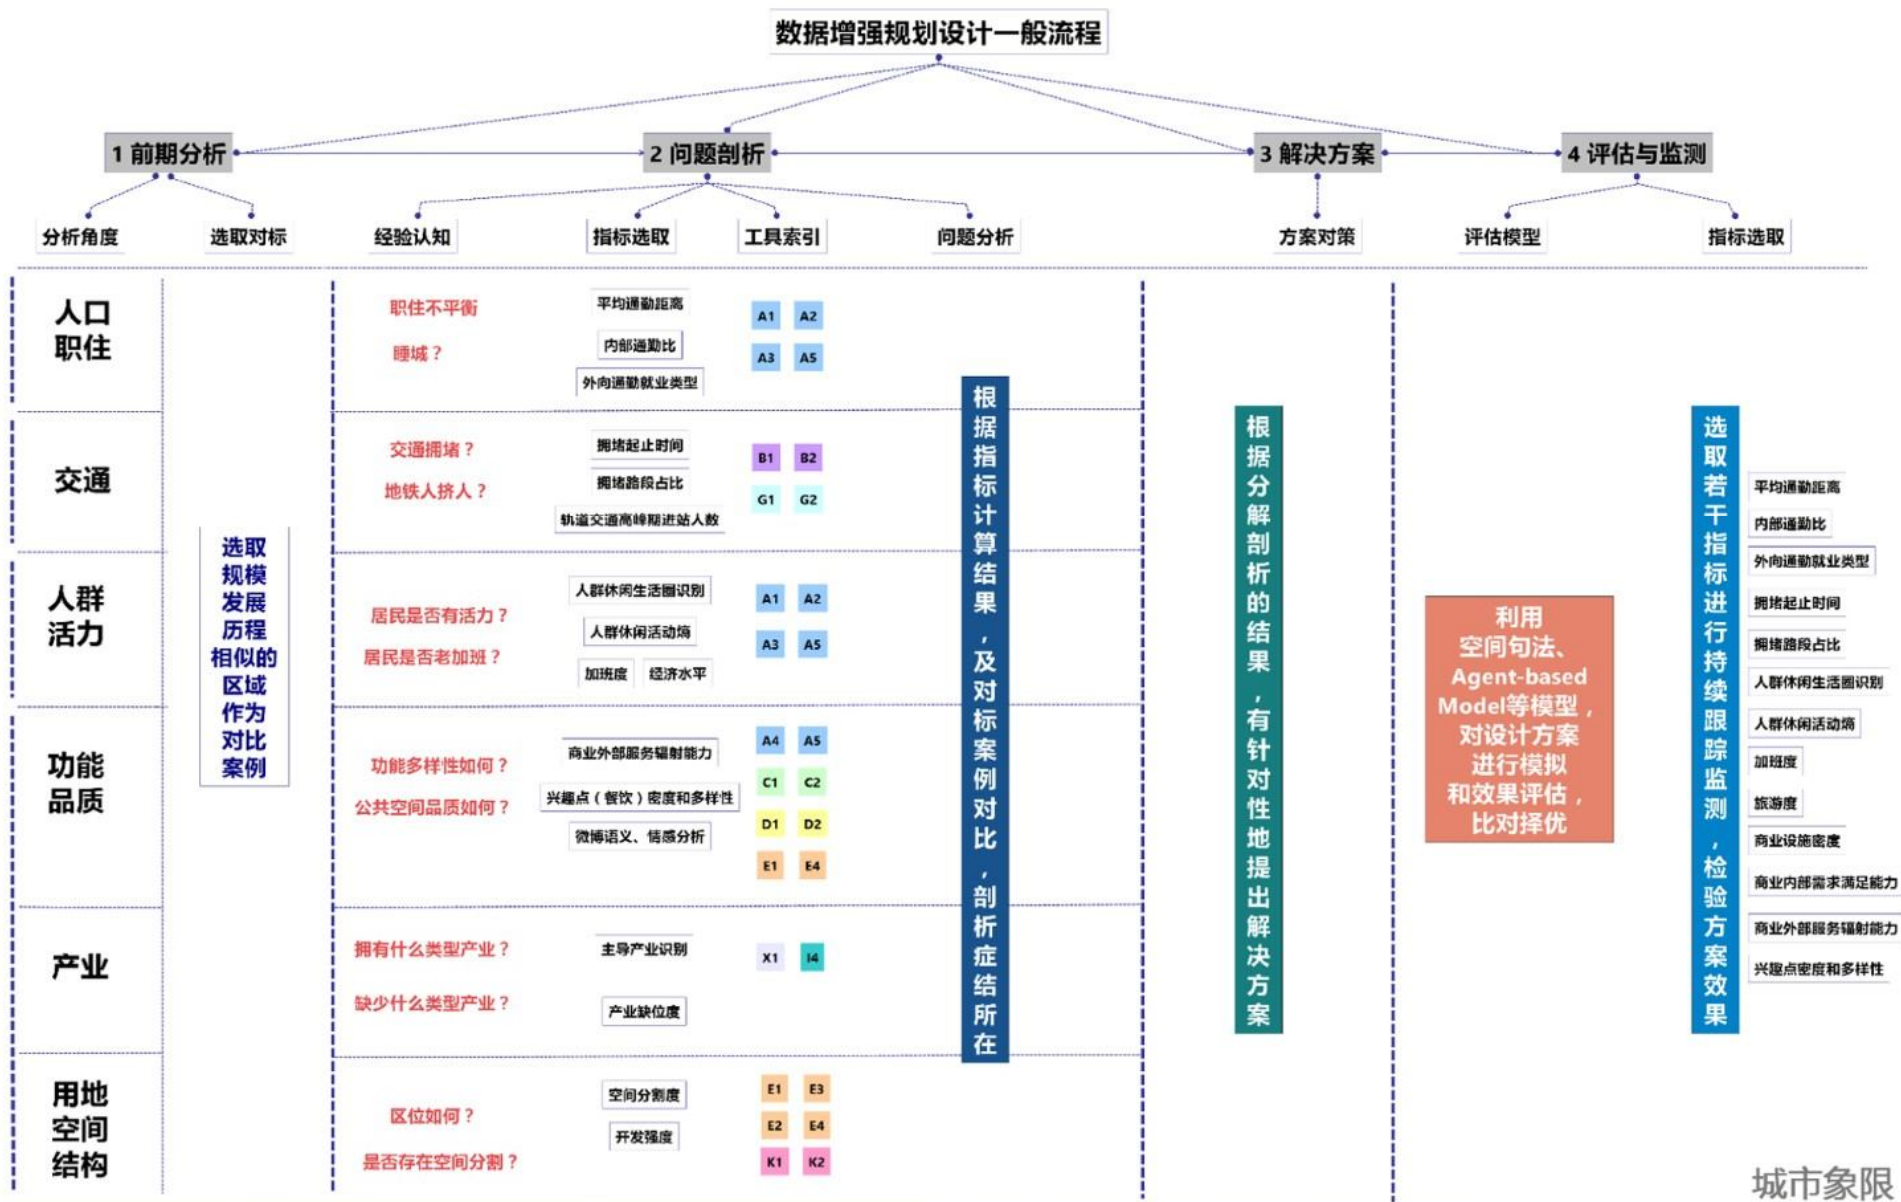 数据增强规划设计一般流程
1 前期分析
2 问题剖析
3 解决方案
4 评估与监测
分析角度
选取对标
经验认知
指标选取
工具索引
问题分析
方案对策
评估模型
指标选取
人口
职住
职住不平衡
睡城？
平均通勤距离
内部通勤比
外向通勤就业类型
A1 A2
A3 A5
交通
交通拥堵？
地铁人挤人？
拥堵起止时间
拥堵路段占比
轨道交通高峰期进站人数
B1 B2
G1 G2
人群
活力
居民是否有活力？
居民是否老加班？
人群休闲生活圈识别
人群休闲活动熵
加班度 经济水平
A1 A2
A3 A5
功能
品质
功能多样性如何？
公共空间品质如何？
商业外部服务辐射能力
兴趣点（餐饮）密度和多样性
微博语义、情感分析
A4 A5
C1 C2
D1 D2
E1 E4
产业
拥有什么类型产业？
缺少什么类型产业？
主导产业识别
产业缺位度
X1 I4
用地
空间
结构
区位如何？
是否存在空间分割？
空间分割度
开发强度
E1 E3
E2 E4
K1 K2
选取
规模
发展
历程
相似的
区域
作为
对比
案例
根据指标计算结果，及对标案例对比，剖析症结所在
根据分解剖析的结果，有针对性地提出解决方案
利用
空间句法、
Agent-based
Model等模型，
对设计方案
进行模拟
和效果评估，
比对择优
选取若干指标进行持续跟踪监测，检验方案效果
平均通勤距离
内部通勤比
外向通勤就业类型
拥堵起止时间
拥堵路段占比
人群休闲生活圈识别
人群休闲活动熵
加班度
旅游度
商业设施密度
商业内部需求满足能力
商业外部服务辐射能力
兴趣点密度和多样性
城市象限